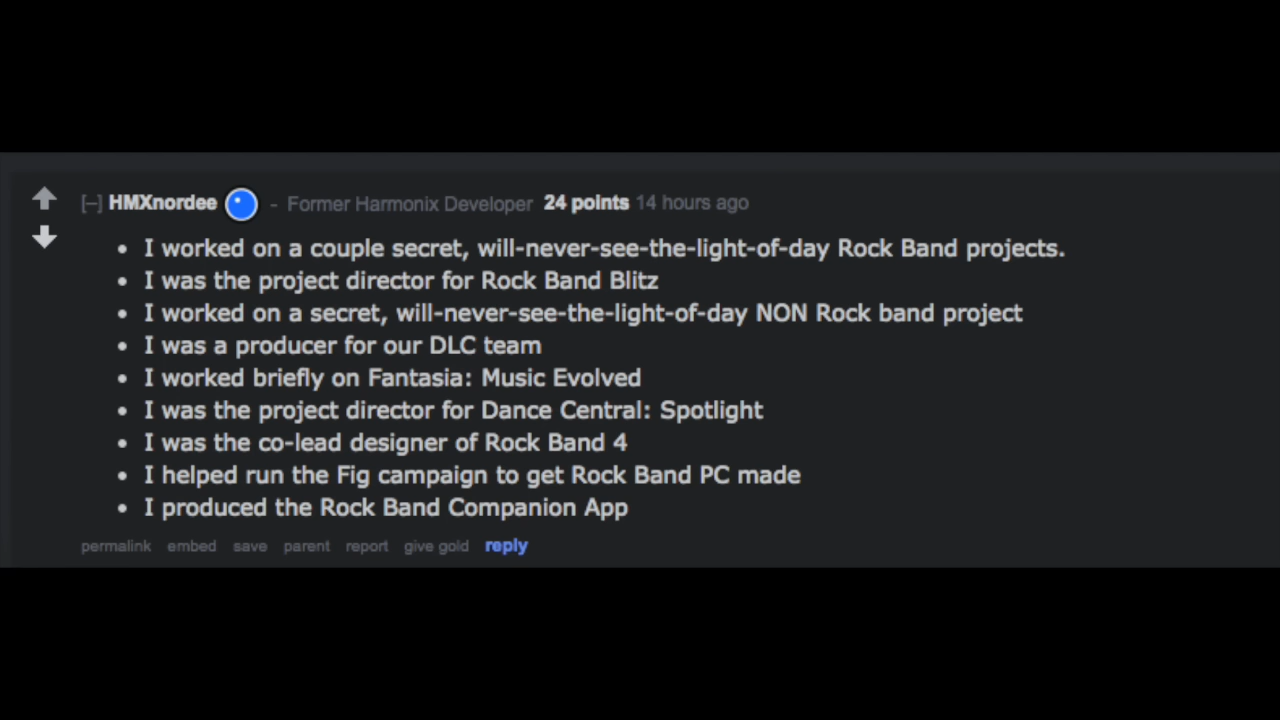 [–] HMXnordee - Former Harmonix Developer 24 points 14 hours ago
• I worked on a couple secret, will-never-see-the-light-of-day Rock Band projects.
• I was the project director for Rock Band Blitz
• I worked on a secret, will-never-see-the-light-of-day NON Rock band project
• I was a producer for our DLC team
• I worked briefly on Fantasia: Music Evolved
• I was the project director for Dance Central: Spotlight
• I was the co-lead designer of Rock Band 4
• I helped run the Fig campaign to get Rock Band PC made
• I produced the Rock Band Companion App
permalink embed save parent report give gold reply